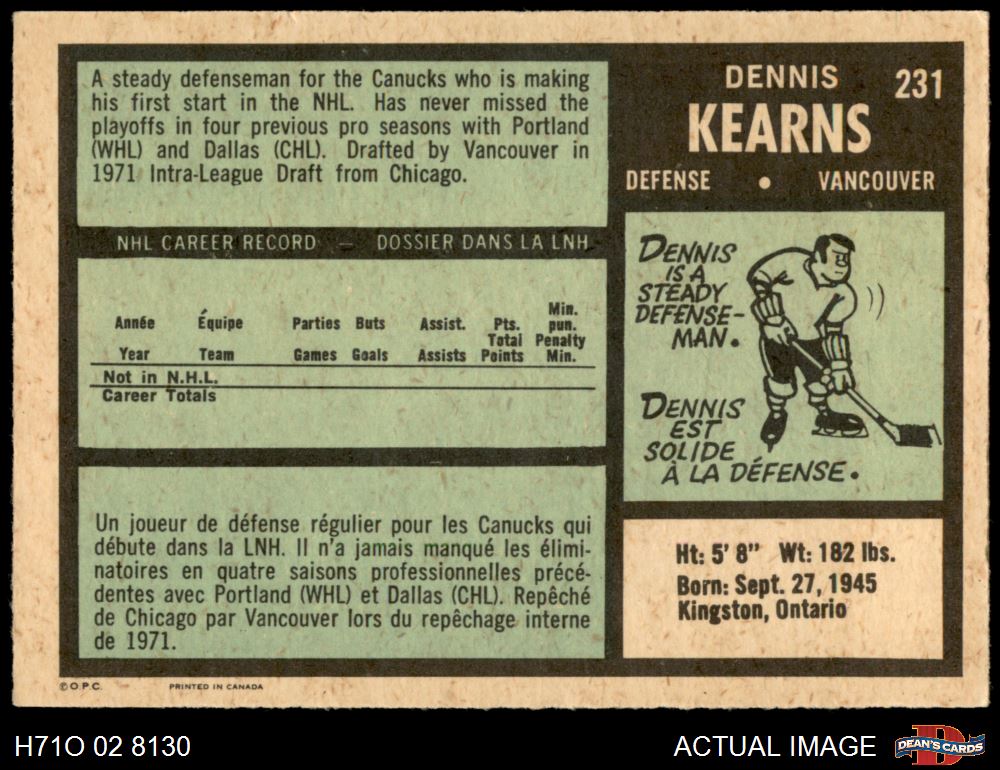 A steady defenseman for the Canucks who is making
his first start in the NHL. Has never missed the
playoffs in four previous pro seasons with Portland
(WHL) and Dallas (CHL). Drafted by Vancouver in
1971 Intra-League Draft from Chicago.
NHL CAREER RECORD — DOSSIER DANS LA LNH
Année Équipe Parties Buts Assist. Pts. Total Min. pun. Penalty
Year Team Games Goals Assists Points Min.
Not in N.H.L.
Career Totals
Un joueur de défense régulier pour les Canucks qui
débute dans la LNH. Il n'a jamais manqué les élimi-
natoires en quatre saisons professionnelles précé-
dentes avec Portland (WHL) et Dallas (CHL). Repêché
de Chicago par Vancouver lors du repêchage interne
de 1971.
DENNIS 231
KEARNS
DEFENSE • VANCOUVER
DENNIS
IS A
STEADY
DEFENSE-
MAN.
DENNIS
EST
SOLIDE
À LA DÉFENSE.
Ht: 5' 8" Wt: 182 lbs.
Born: Sept. 27, 1945
Kingston, Ontario
© O.P.C. PRINTED IN CANADA
H71O 02 8130 ACTUAL IMAGE D DEAN'S CARDS